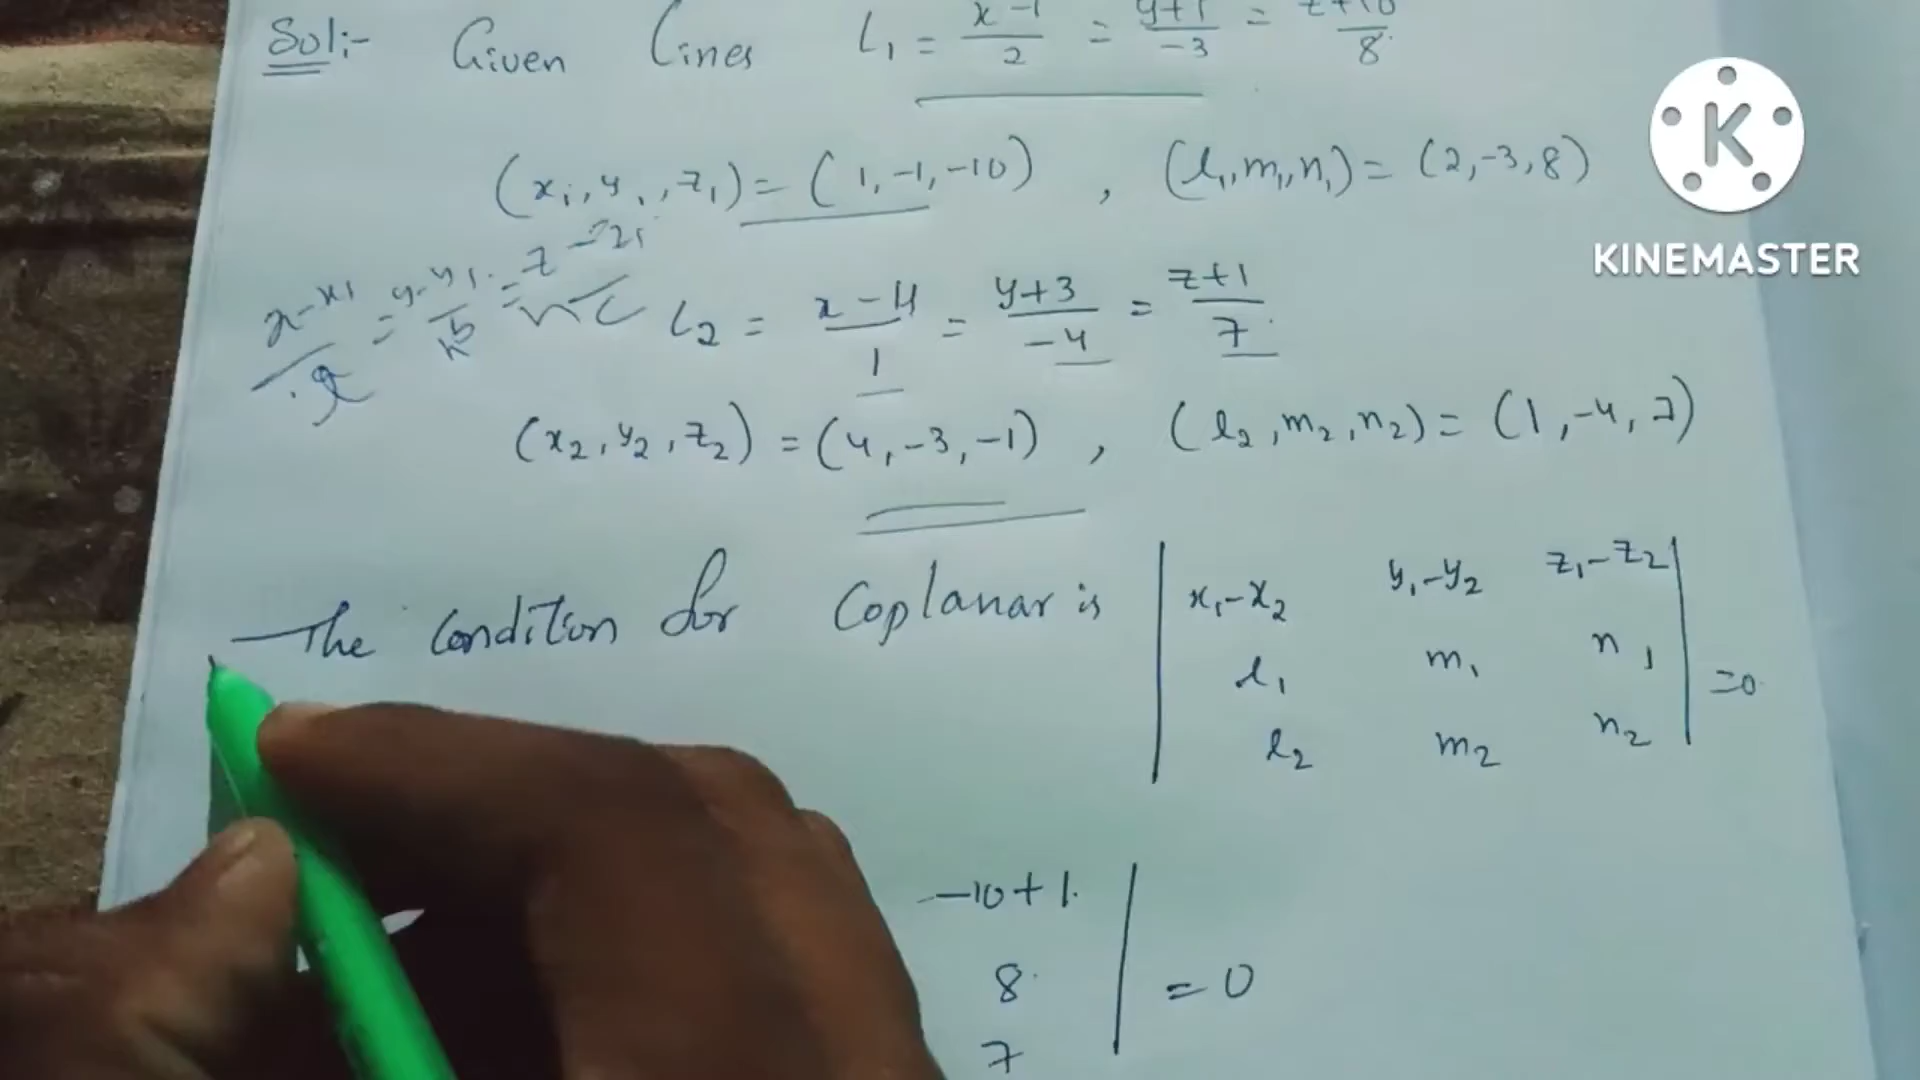 Sol:- Given lines L₁ = x-1/2 = y+1/-3 = z+10/8
(x₁, y₁, z₁) = (1, -1, -10) , (l₁, m₁, n₁) = (2, -3, 8)
L₂ = x-4/1 = y+3/-4 = z+1/7
(x₂, y₂, z₂) = (4, -3, -1) , (l₂, m₂, n₂) = (1, -4, 7)
The condition for Coplanar is | x₁-x₂ y₁-y₂ z₁-z₂ |
l₁ m₁ n₁ = 0
l₂ m₂ n₂
-10+1
8 = 0
7
K
KINEMASTER